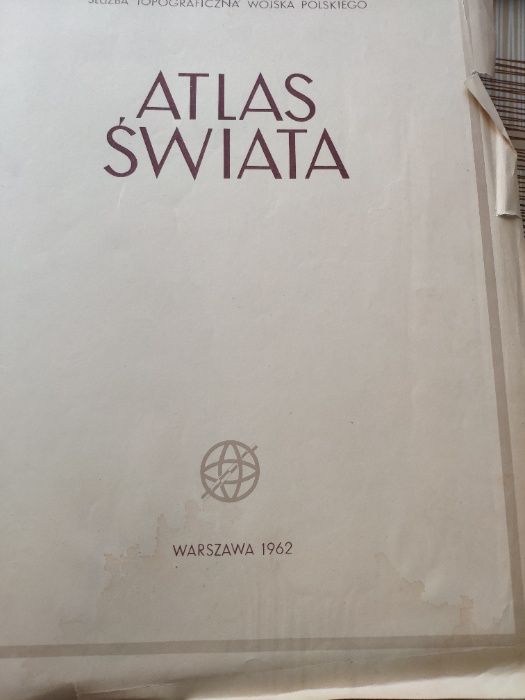 SŁUŻBA TOPOGRAFICZNA WOJSKA POLSKIEGO
ATLAS
ŚWIATA
WARSZAWA 1962